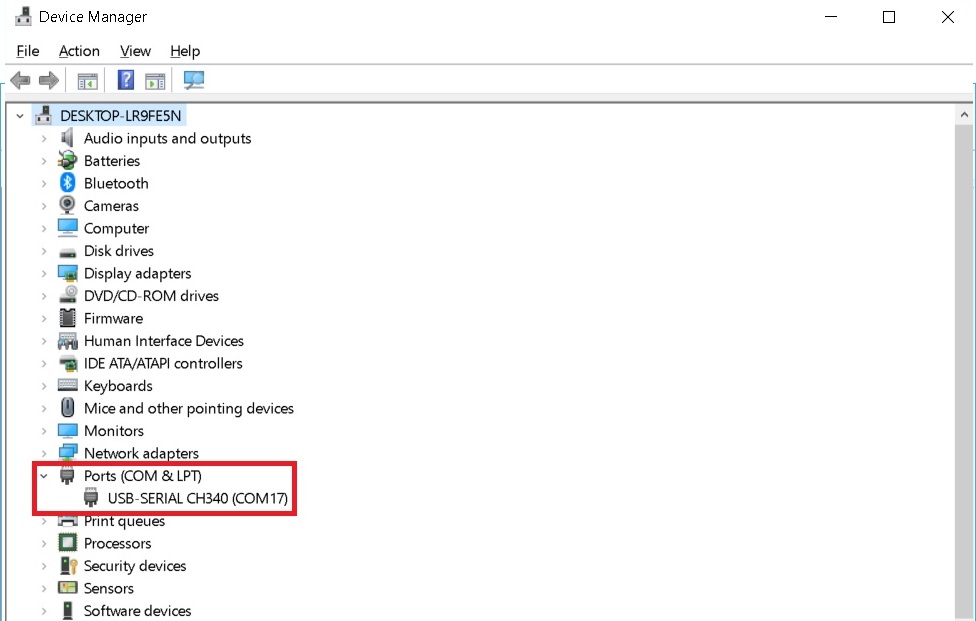 Device Manager
File Action View Help
DESKTOP-LR9FE5N
Audio inputs and outputs
Batteries
Bluetooth
Cameras
Computer
Disk drives
Display adapters
DVD/CD-ROM drives
Firmware
Human Interface Devices
IDE ATA/ATAPI controllers
Keyboards
Mice and other pointing devices
Monitors
Network adapters
Ports (COM & LPT)
USB-SERIAL CH340 (COM17)
Print queues
Processors
Security devices
Sensors
Software devices